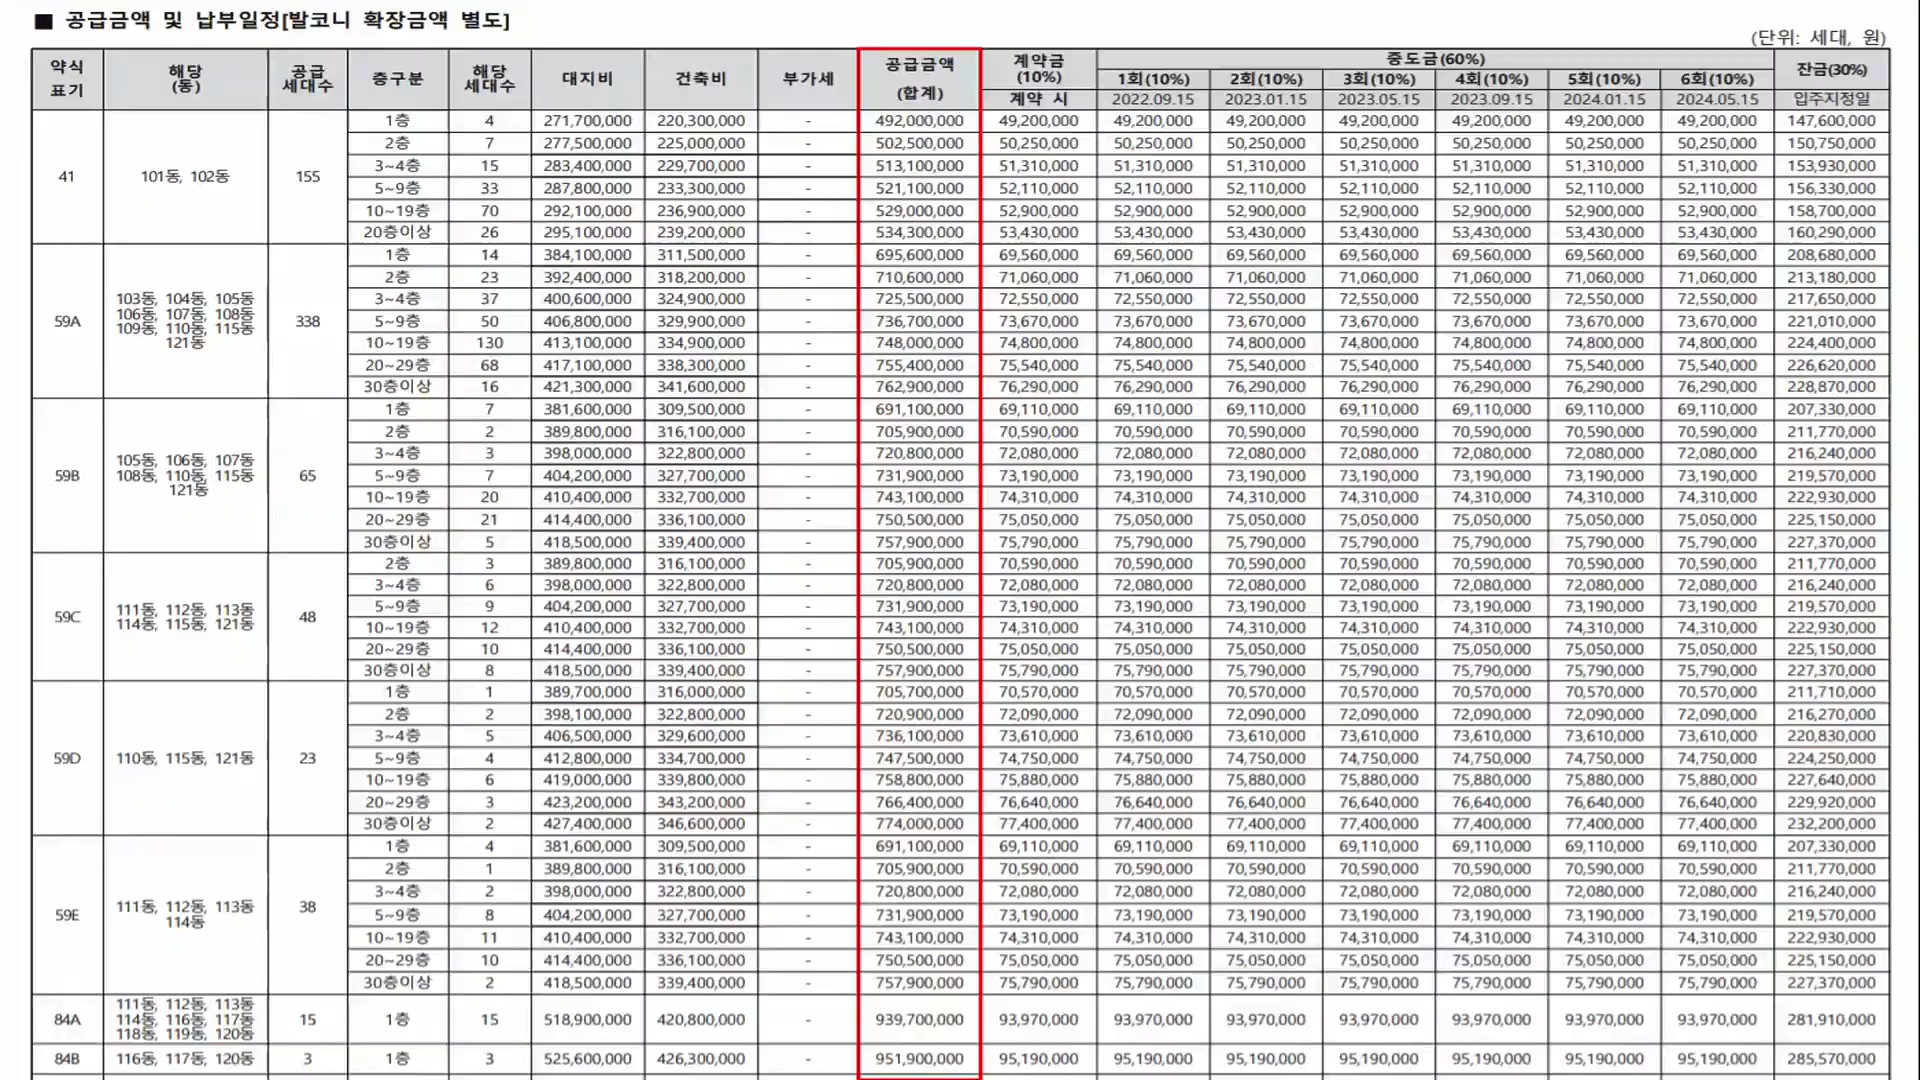 ■ 공급금액 및 납부일정[발코니 확장금액 별도]
(단위: 세대, 원)
약식 표기 해당 (동) 공급 세대수 층구분 해당 세대수 대지비 건축비 부가세 공급금액 (합계) 계약금 (10%) 중도금(60%) 잔금(30%)
1회(10%) 2회(10%) 3회(10%) 4회(10%) 5회(10%) 6회(10%)
계약 시 2022.09.15 2023.01.15 2023.05.15 2023.09.15 2024.01.15 2024.05.15 입주지정일
41 101동, 102동 155
1층 4 271,700,000 220,300,000 - 492,000,000 49,200,000 49,200,000 49,200,000 49,200,000 49,200,000 49,200,000 49,200,000 147,600,000
2층 7 277,500,000 225,000,000 - 502,500,000 50,250,000 50,250,000 50,250,000 50,250,000 50,250,000 50,250,000 50,250,000 150,750,000
3~4층 15 283,400,000 229,700,000 - 513,100,000 51,310,000 51,310,000 51,310,000 51,310,000 51,310,000 51,310,000 51,310,000 153,930,000
5~9층 33 287,800,000 233,300,000 - 521,100,000 52,110,000 52,110,000 52,110,000 52,110,000 52,110,000 52,110,000 52,110,000 156,330,000
10~19층 70 292,100,000 236,900,000 - 529,000,000 52,900,000 52,900,000 52,900,000 52,900,000 52,900,000 52,900,000 52,900,000 158,700,000
20층이상 26 295,100,000 239,200,000 - 534,300,000 53,430,000 53,430,000 53,430,000 53,430,000 53,430,000 53,430,000 53,430,000 160,290,000
59A 103동, 104동, 105동 338
106동, 107동, 108동
109동, 110동, 115동
121동
1층 14 384,100,000 311,500,000 - 695,600,000 69,560,000 69,560,000 69,560,000 69,560,000 69,560,000 69,560,000 69,560,000 208,680,000
2층 23 392,400,000 318,200,000 - 710,600,000 71,060,000 71,060,000 71,060,000 71,060,000 71,060,000 71,060,000 71,060,000 213,180,000
3~4층 37 400,600,000 324,900,000 - 725,500,000 72,550,000 72,550,000 72,550,000 72,550,000 72,550,000 72,550,000 72,550,000 217,650,000
5~9층 50 406,800,000 329,900,000 - 736,700,000 73,670,000 73,670,000 73,670,000 73,670,000 73,670,000 73,670,000 73,670,000 221,010,000
10~19층 130 413,100,000 334,900,000 - 748,000,000 74,800,000 74,800,000 74,800,000 74,800,000 74,800,000 74,800,000 74,800,000 224,400,000
20~29층 68 417,100,000 338,300,000 - 755,400,000 75,540,000 75,540,000 75,540,000 75,540,000 75,540,000 75,540,000 75,540,000 226,620,000
30층이상 16 421,300,000 341,600,000 - 762,900,000 76,290,000 76,290,000 76,290,000 76,290,000 76,290,000 76,290,000 76,290,000 228,870,000
59B 105동, 106동, 107동 65
108동, 110동, 115동
121동
1층 7 381,600,000 309,500,000 - 691,100,000 69,110,000 69,110,000 69,110,000 69,110,000 69,110,000 69,110,000 69,110,000 207,330,000
2층 2 389,800,000 316,100,000 - 705,900,000 70,590,000 70,590,000 70,590,000 70,590,000 70,590,000 70,590,000 70,590,000 211,770,000
3~4층 3 398,000,000 322,800,000 - 720,800,000 72,080,000 72,080,000 72,080,000 72,080,000 72,080,000 72,080,000 72,080,000 216,240,000
5~9층 7 404,200,000 327,700,000 - 731,900,000 73,190,000 73,190,000 73,190,000 73,190,000 73,190,000 73,190,000 73,190,000 219,570,000
10~19층 20 410,400,000 332,700,000 - 743,100,000 74,310,000 74,310,000 74,310,000 74,310,000 74,310,000 74,310,000 74,310,000 222,930,000
20~29층 21 414,400,000 336,100,000 - 750,500,000 75,050,000 75,050,000 75,050,000 75,050,000 75,050,000 75,050,000 75,050,000 225,150,000
30층이상 5 418,500,000 339,400,000 - 757,900,000 75,790,000 75,790,000 75,790,000 75,790,000 75,790,000 75,790,000 75,790,000 227,370,000
59C 111동, 112동, 113동 48
114동, 115동, 121동
2층 3 389,800,000 316,100,000 - 705,900,000 70,590,000 70,590,000 70,590,000 70,590,000 70,590,000 70,590,000 70,590,000 211,770,000
3~4층 6 398,000,000 322,800,000 - 720,800,000 72,080,000 72,080,000 72,080,000 72,080,000 72,080,000 72,080,000 72,080,000 216,240,000
5~9층 9 404,200,000 327,700,000 - 731,900,000 73,190,000 73,190,000 73,190,000 73,190,000 73,190,000 73,190,000 73,190,000 219,570,000
10~19층 12 410,400,000 332,700,000 - 743,100,000 74,310,000 74,310,000 74,310,000 74,310,000 74,310,000 74,310,000 74,310,000 222,930,000
20~29층 10 414,400,000 336,100,000 - 750,500,000 75,050,000 75,050,000 75,050,000 75,050,000 75,050,000 75,050,000 75,050,000 225,150,000
30층이상 8 418,500,000 339,400,000 - 757,900,000 75,790,000 75,790,000 75,790,000 75,790,000 75,790,000 75,790,000 75,790,000 227,370,000
59D 110동, 115동, 121동 23
1층 1 389,700,000 316,000,000 - 705,700,000 70,570,000 70,570,000 70,570,000 70,570,000 70,570,000 70,570,000 70,570,000 211,710,000
2층 2 398,100,000 322,800,000 - 720,900,000 72,090,000 72,090,000 72,090,000 72,090,000 72,090,000 72,090,000 72,090,000 216,270,000
3~4층 5 406,500,000 329,600,000 - 736,100,000 73,610,000 73,610,000 73,610,000 73,610,000 73,610,000 73,610,000 73,610,000 220,830,000
5~9층 4 412,800,000 334,700,000 - 747,500,000 74,750,000 74,750,000 74,750,000 74,750,000 74,750,000 74,750,000 74,750,000 224,250,000
10~19층 6 419,000,000 339,800,000 - 758,800,000 75,880,000 75,880,000 75,880,000 75,880,000 75,880,000 75,880,000 75,880,000 227,640,000
20~29층 3 423,200,000 343,200,000 - 766,400,000 76,640,000 76,640,000 76,640,000 76,640,000 76,640,000 76,640,000 76,640,000 229,920,000
30층이상 2 427,400,000 346,600,000 - 774,000,000 77,400,000 77,400,000 77,400,000 77,400,000 77,400,000 77,400,000 77,400,000 232,200,000
59E 111동, 112동, 113동 38
114동
1층 4 381,600,000 309,500,000 - 691,100,000 69,110,000 69,110,000 69,110,000 69,110,000 69,110,000 69,110,000 69,110,000 207,330,000
2층 1 389,800,000 316,100,000 - 705,900,000 70,590,000 70,590,000 70,590,000 70,590,000 70,590,000 70,590,000 70,590,000 211,770,000
3~4층 2 398,000,000 322,800,000 - 720,800,000 72,080,000 72,080,000 72,080,000 72,080,000 72,080,000 72,080,000 72,080,000 216,240,000
5~9층 8 404,200,000 327,700,000 - 731,900,000 73,190,000 73,190,000 73,190,000 73,190,000 73,190,000 73,190,000 73,190,000 219,570,000
10~19층 11 410,400,000 332,700,000 - 743,100,000 74,310,000 74,310,000 74,310,000 74,310,000 74,310,000 74,310,000 74,310,000 222,930,000
20~29층 10 414,400,000 336,100,000 - 750,500,000 75,050,000 75,050,000 75,050,000 75,050,000 75,050,000 75,050,000 75,050,000 225,150,000
30층이상 2 418,500,000 339,400,000 - 757,900,000 75,790,000 75,790,000 75,790,000 75,790,000 75,790,000 75,790,000 75,790,000 227,370,000
84A 111동, 112동, 113동 15
114동, 116동, 117동
118동, 119동, 120동
1층 15 518,900,000 420,800,000 - 939,700,000 93,970,000 93,970,000 93,970,000 93,970,000 93,970,000 93,970,000 93,970,000 281,910,000
84B 116동, 117동, 120동 3 1층 3 525,600,000 426,300,000 - 951,900,000 95,190,000 95,190,000 95,190,000 95,190,000 95,190,000 95,190,000 95,190,000 285,570,000